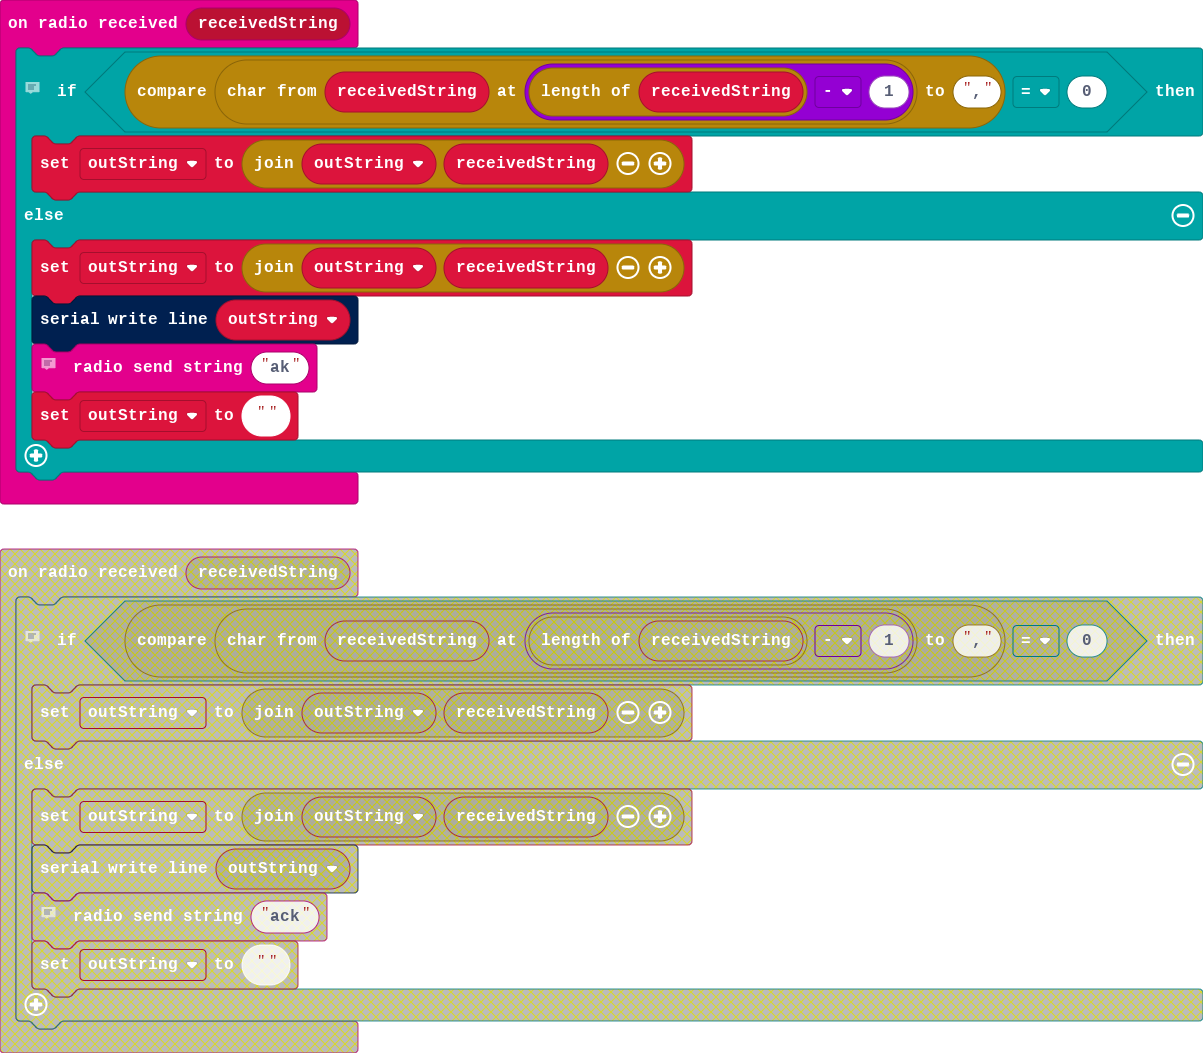 on radio received receivedString
if compare char from receivedString at length of receivedString - 1 to "," = 0 then
set outString to join outString receivedString
else
set outString to join outString receivedString
serial write line outString
radio send string "ak"
set outString to ""
on radio received receivedString
if compare char from receivedString at length of receivedString - 1 to "," = 0 then
set outString to join outString receivedString
else
set outString to join outString receivedString
serial write line outString
radio send string "ack"
set outString to ""